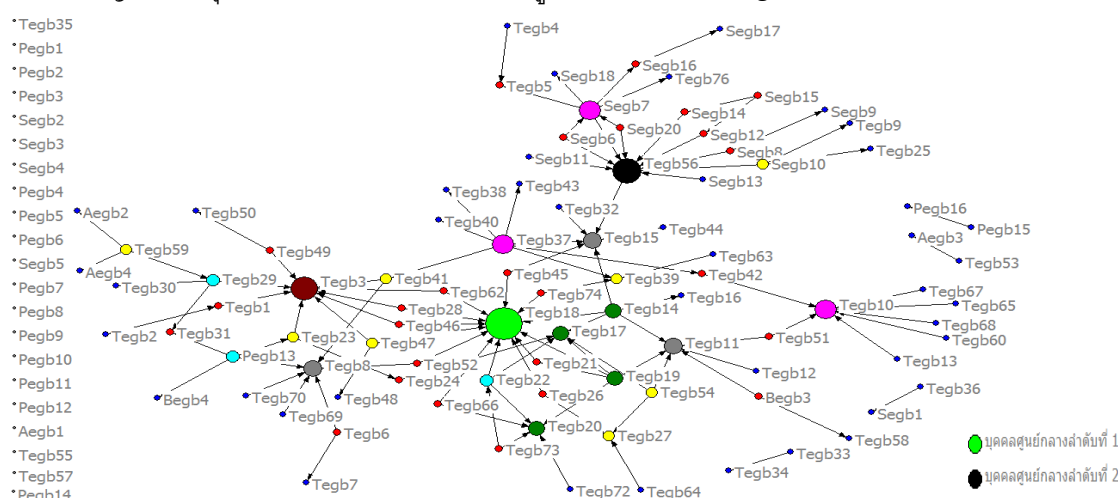 Tegb35
Pegb1
Pegb2
Pegb3
Segb2
Segb3
Segb4
Pegb4
Pegb5
Pegb6
Segb5
Pegb7
Pegb8
Pegb9
Pegb10
Pegb11
Pegb12
Aegb1
Tegb55
Tegb57
Pegb14
Tegb4
Segb17
Segb16
Segb18
Tegb76
Tegb5
Segb7
Segb15
Segb14
Segb9
Tegb9
Segb20
Segb6
Segb12
Segb8
Tegb25
Segb11
Tegb56
Segb10
Segb13
Tegb43
Tegb38
Tegb40
Tegb32
Tegb37
Tegb15
Tegb44
Pegb16
Pegb15
Aegb3
Tegb53
Aegb2
Tegb50
Tegb59
Tegb49
Aegb4
Tegb30
Tegb29
Tegb3
Tegb41
Tegb45
Tegb39
Tegb63
Tegb42
Tegb62
Tegb74
Tegb16
Tegb67
Tegb1
Tegb28
Tegb18
Tegb14
Tegb10
Tegb65
Tegb2
Tegb31
Tegb23
Tegb46
Tegb17
Tegb68
Tegb47
Tegb11
Tegb51
Tegb60
Pegb13
Tegb8
Tegb52
Tegb21
Tegb13
Tegb24
Tegb22
Tegb19
Tegb12
Begb4
Tegb70
Tegb48
Tegb26
Tegb54
Begb3
Tegb36
Tegb69
Tegb66
Segb1
Tegb6
Tegb20
Tegb27
Tegb58
Tegb73
Tegb33
Tegb34
Tegb7
Tegb72
Tegb64
บุคคลศูนย์กลางลำดับที่ 1
บุคคลศูนย์กลางลำดับที่ 2